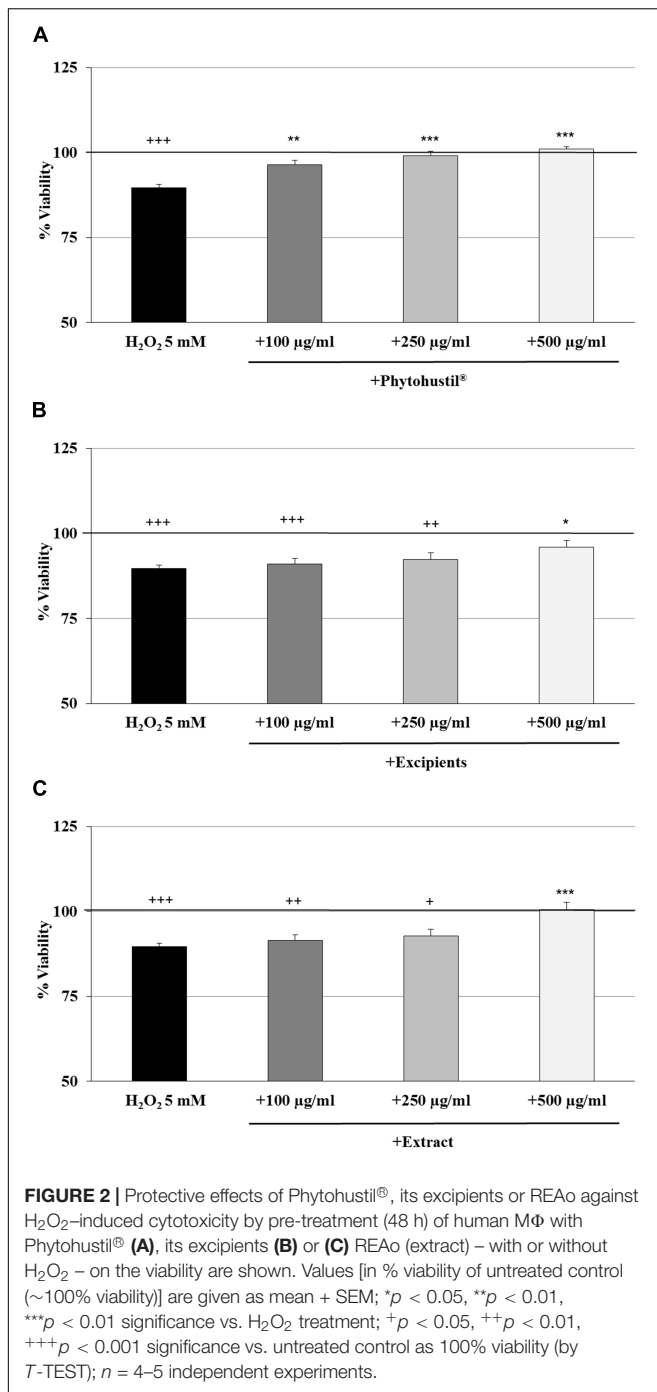 A
125
100
75
50
% Viability
+++
**
***
***
H₂O₂ 5 mM
+100 µg/ml
+250 µg/ml
+500 µg/ml
+Phytohustil®
B
125
100
75
50
% Viability
+++
+++
++
*
H₂O₂ 5 mM
+100 µg/ml
+250 µg/ml
+500 µg/ml
+Excipients
C
125
100
75
50
% Viability
+++
++
+
***
H₂O₂ 5 mM
+100 µg/ml
+250 µg/ml
+500 µg/ml
+Extract
FIGURE 2 | Protective effects of Phytohustil®, its excipients or REAo against
H₂O₂–induced cytotoxicity by pre-treatment (48 h) of human MΦ with
Phytohustil® (A), its excipients (B) or (C) REAo (extract) – with or without
H₂O₂ – on the viability are shown. Values [in % viability of untreated control
(∼100% viability)] are given as mean + SEM; *p < 0.05, **p < 0.01,
***p < 0.01 significance vs. H₂O₂ treatment; +p < 0.05, ++p < 0.01,
+++p < 0.001 significance vs. untreated control as 100% viability (by
T-TEST); n = 4–5 independent experiments.